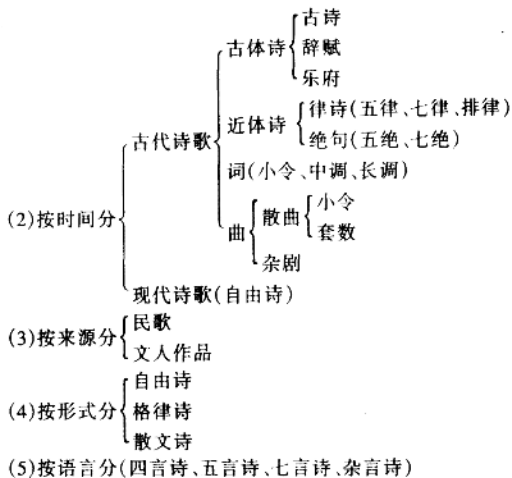 古诗
古体诗
辞赋
乐府
律诗(五律、七律、排律)
近体诗
绝句(五绝、七绝)
古代诗歌
词(小令、中调、长调)
小令
散曲
(2)按时间分
套数
曲
杂剧
现代诗歌(自由诗)
民歌
(3)按来源分
文人作品
自由诗
(4)按形式分
格律诗
散文诗
(5)按语言分(四言诗、五言诗、七言诗、杂言诗)